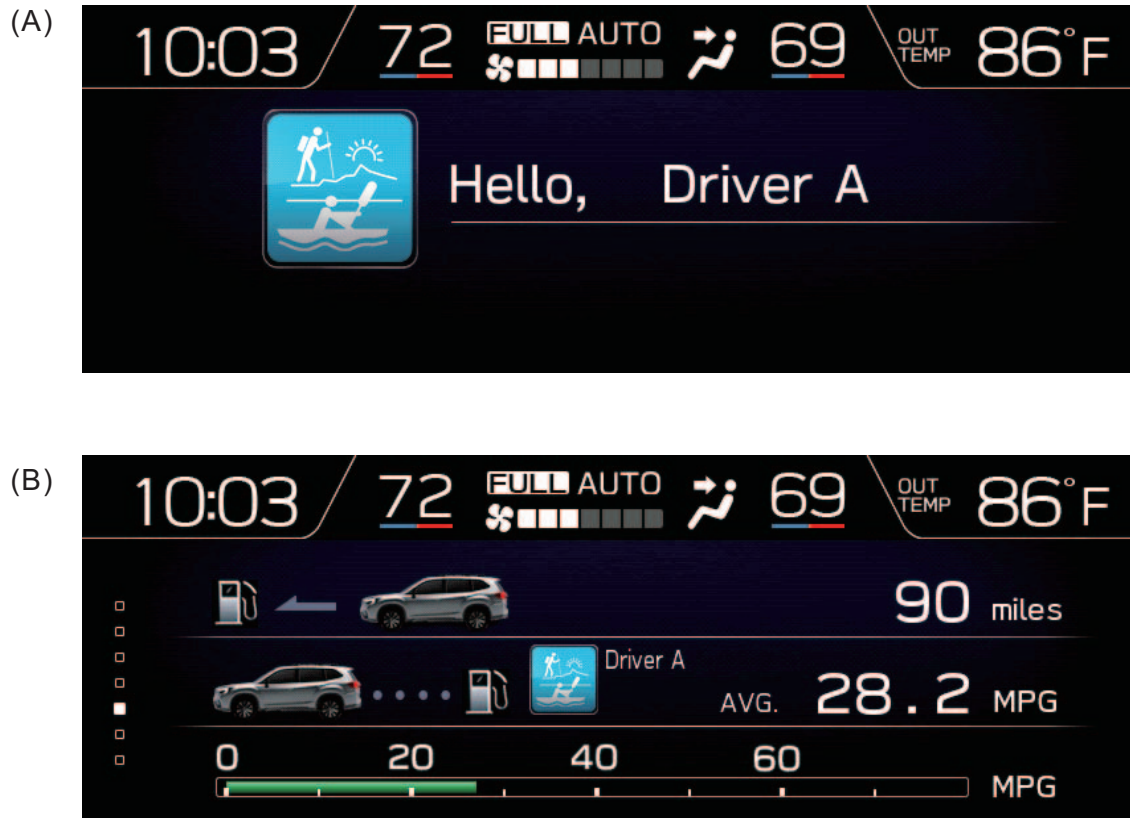 (A)
10:03 72 FULL AUTO 69 OUT TEMP 86°F
Hello, Driver A
(B)
10:03 72 FULL AUTO 69 OUT TEMP 86°F
90 miles
Driver A
AVG. 28.2 MPG
0 20 40 60
MPG